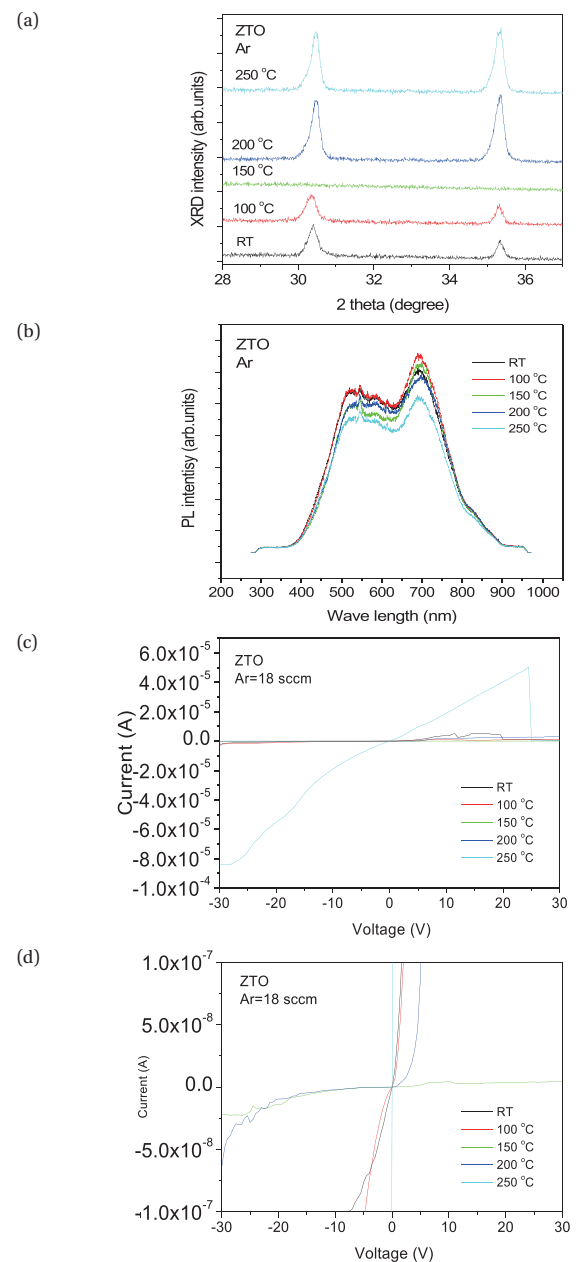 (a)
ZTO
Ar
250 °C
200 °C
150 °C
100 °C
RT
XRD intensity (arb.units)
28 30 32 34 36
2 theta (degree)
(b)
ZTO
Ar
RT
100 °C
150 °C
200 °C
250 °C
PL intentisy (arb.units)
200 300 400 500 600 700 800 900 1000
Wave length (nm)
(c)
6.0x10⁻⁵
4.0x10⁻⁵
2.0x10⁻⁵
0.0
-2.0x10⁻⁵
-4.0x10⁻⁵
-6.0x10⁻⁵
-8.0x10⁻⁵
-1.0x10⁻⁴
Current (A)
ZTO
Ar=18 sccm
RT
100 °C
150 °C
200 °C
250 °C
-30 -20 -10 0 10 20 30
Voltage (V)
(d)
1.0x10⁻⁷
5.0x10⁻⁸
0.0
-5.0x10⁻⁸
-1.0x10⁻⁷
Current (A)
ZTO
Ar=18 sccm
RT
100 °C
150 °C
200 °C
250 °C
-30 -20 -10 0 10 20 30
Voltage (V)